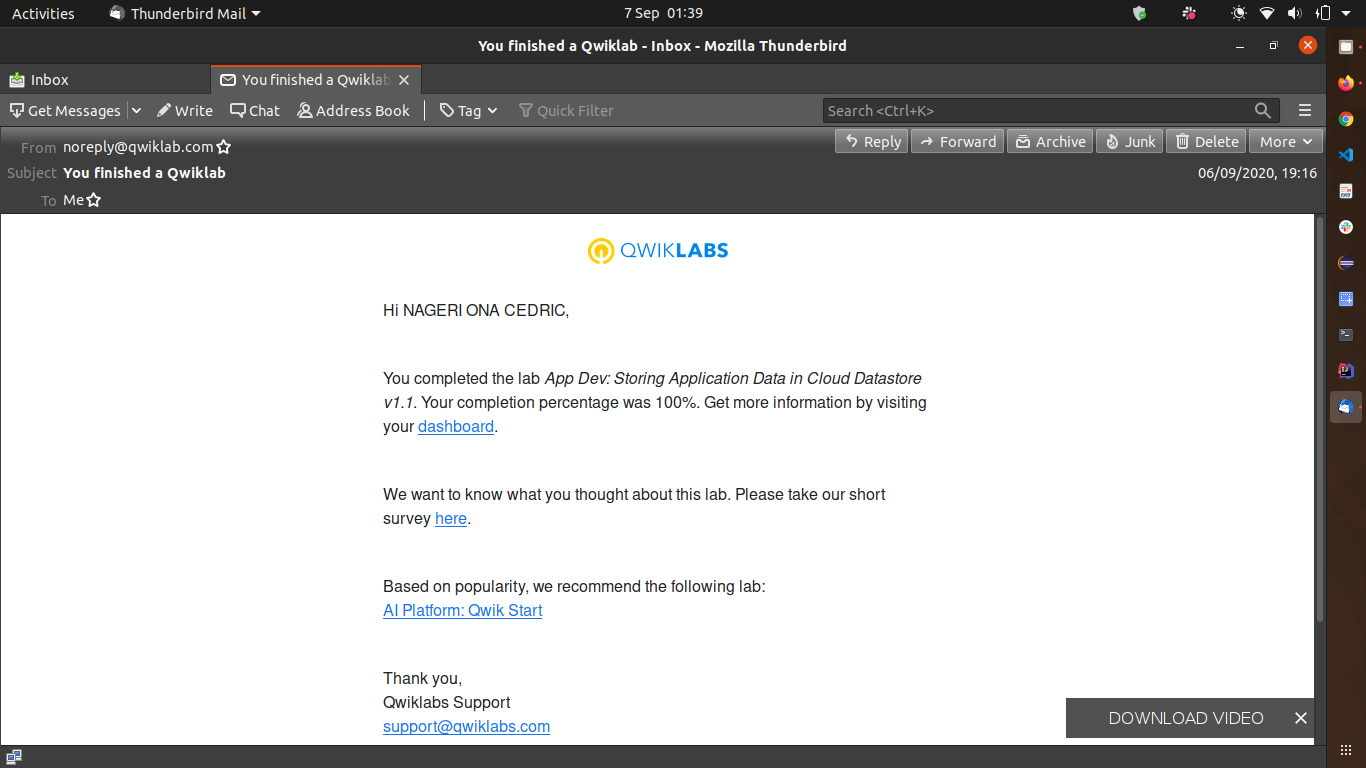 Activities Thunderbird Mail 7 Sep 01:39
You finished a Qwiklab - Inbox - Mozilla Thunderbird
Inbox You finished a Qwiklab
Get Messages Write Chat Address Book Tag Quick Filter Search <Ctrl+K>
From noreply@qwiklab.com Reply Forward Archive Junk Delete More
Subject You finished a Qwiklab 06/09/2020, 19:16
To Me
QWIKLABS
Hi NAGERI ONA CEDRIC,
You completed the lab App Dev: Storing Application Data in Cloud Datastore
v1.1. Your completion percentage was 100%. Get more information by visiting
your dashboard.
We want to know what you thought about this lab. Please take our short
survey here.
Based on popularity, we recommend the following lab:
AI Platform: Qwik Start
Thank you,
Qwiklabs Support
support@qwiklabs.com
DOWNLOAD VIDEO